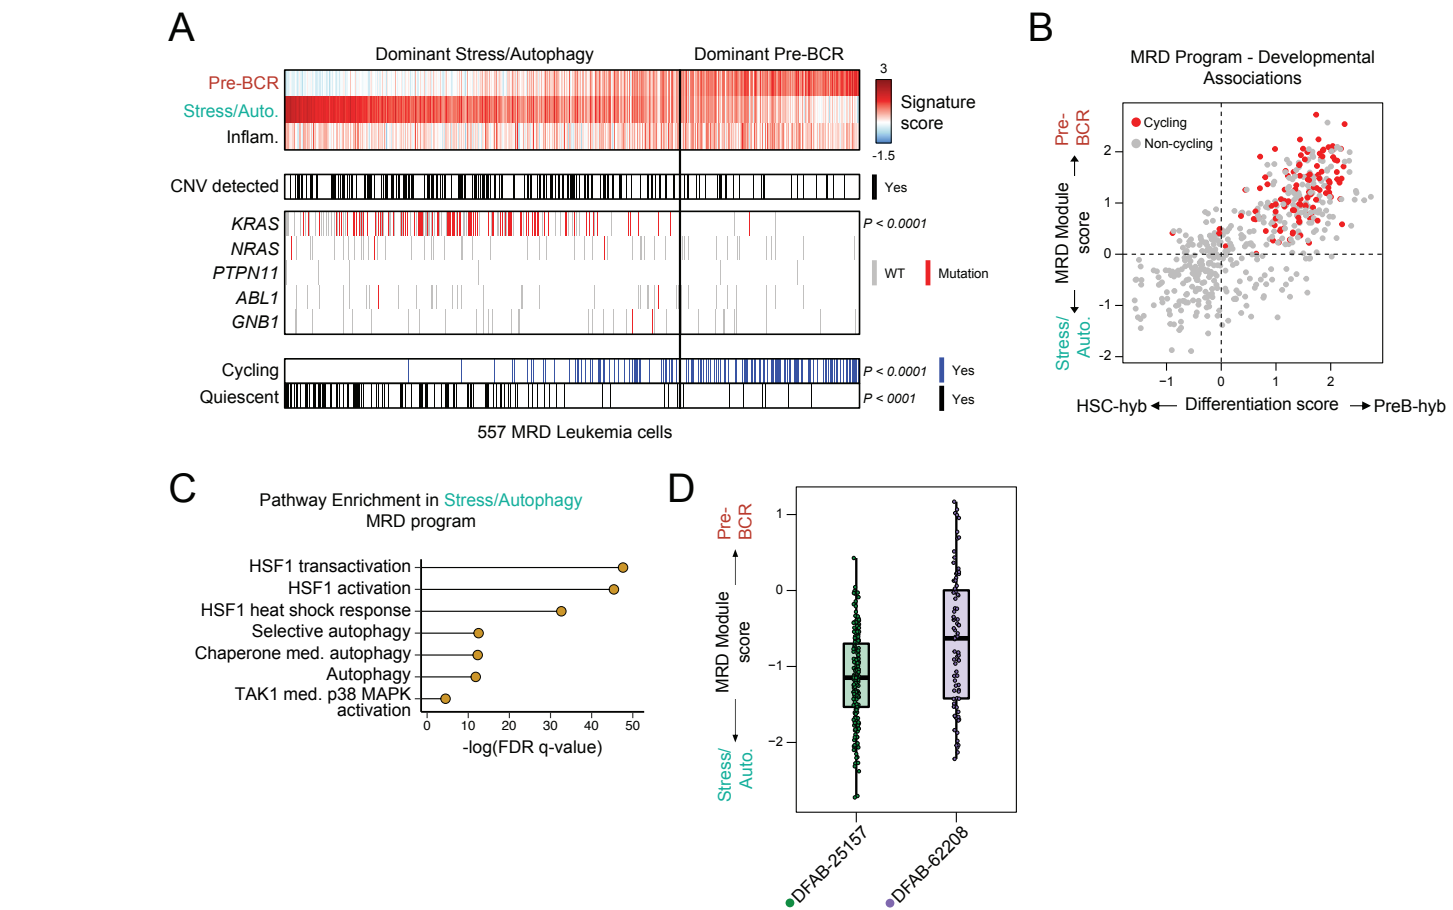 A
Dominant Stress/Autophagy
Dominant Pre-BCR
Pre-BCR
Stress/Auto.
Inflam.
3
Signature
score
-1.5
CNV detected
Yes
KRAS
P < 0.0001
NRAS
PTPN11
WT
Mutation
ABL1
GNB1
Cycling
P < 0.0001
Yes
Quiescent
P < 0001
Yes
557 MRD Leukemia cells
B
MRD Program - Developmental
Associations
Cycling
Non-cycling
Pre-
BCR
MRD Module
score
Stress/
Auto.
2
1
0
-1
-2
−1
0
1
2
HSC-hyb
Differentiation score
PreB-hyb
C
Pathway Enrichment in Stress/Autophagy
MRD program
HSF1 transactivation
HSF1 activation
HSF1 heat shock response
Selective autophagy
Chaperone med. autophagy
Autophagy
TAK1 med. p38 MAPK
activation
0
10
20
30
40
50
-log(FDR q-value)
D
Pre-
BCR
MRD Module
score
Stress/
Auto.
1
0
−1
−2
DFAB-25157
DFAB-62208